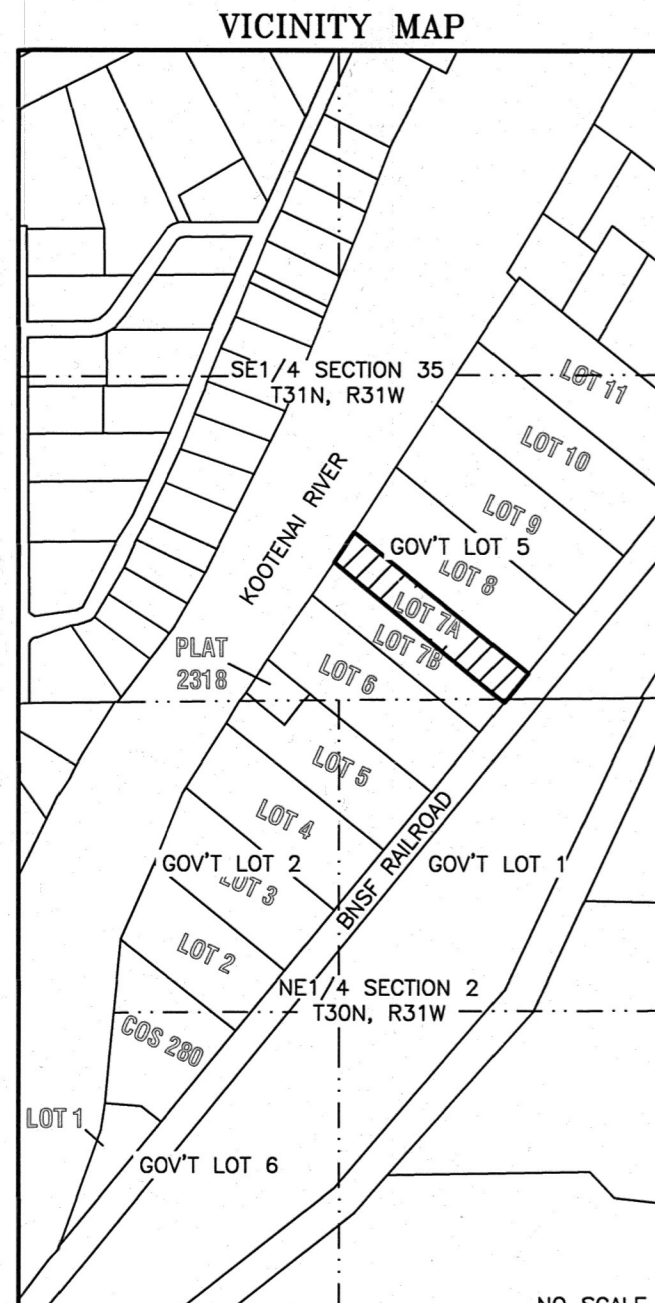 VICINITY MAP
SE1/4 SECTION 35
T31N, R31W
LOT 11
LOT 10
LOT 9
KOOTENAI RIVER
GOV'T LOT 5
LOT 8
LOT 7A
LOT 7B
PLAT
2318
LOT 6
LOT 5
LOT 4
BNSF RAILROAD
GOV'T LOT 2
GOV'T LOT 1
LOT 3
LOT 2
NE1/4 SECTION 2
T30N, R31W
COS 280
LOT 1
GOV'T LOT 6
NO SCALE